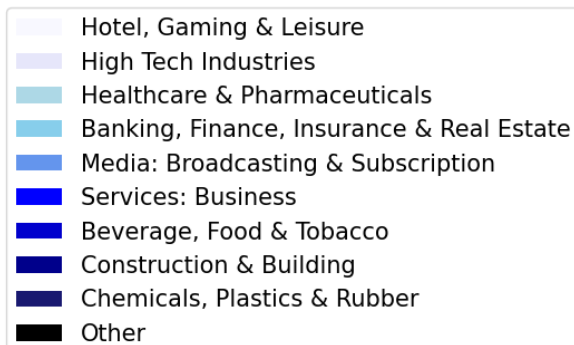 Hotel, Gaming & Leisure
High Tech Industries
Healthcare & Pharmaceuticals
Banking, Finance, Insurance & Real Estate
Media: Broadcasting & Subscription
Services: Business
Beverage, Food & Tobacco
Construction & Building
Chemicals, Plastics & Rubber
Other